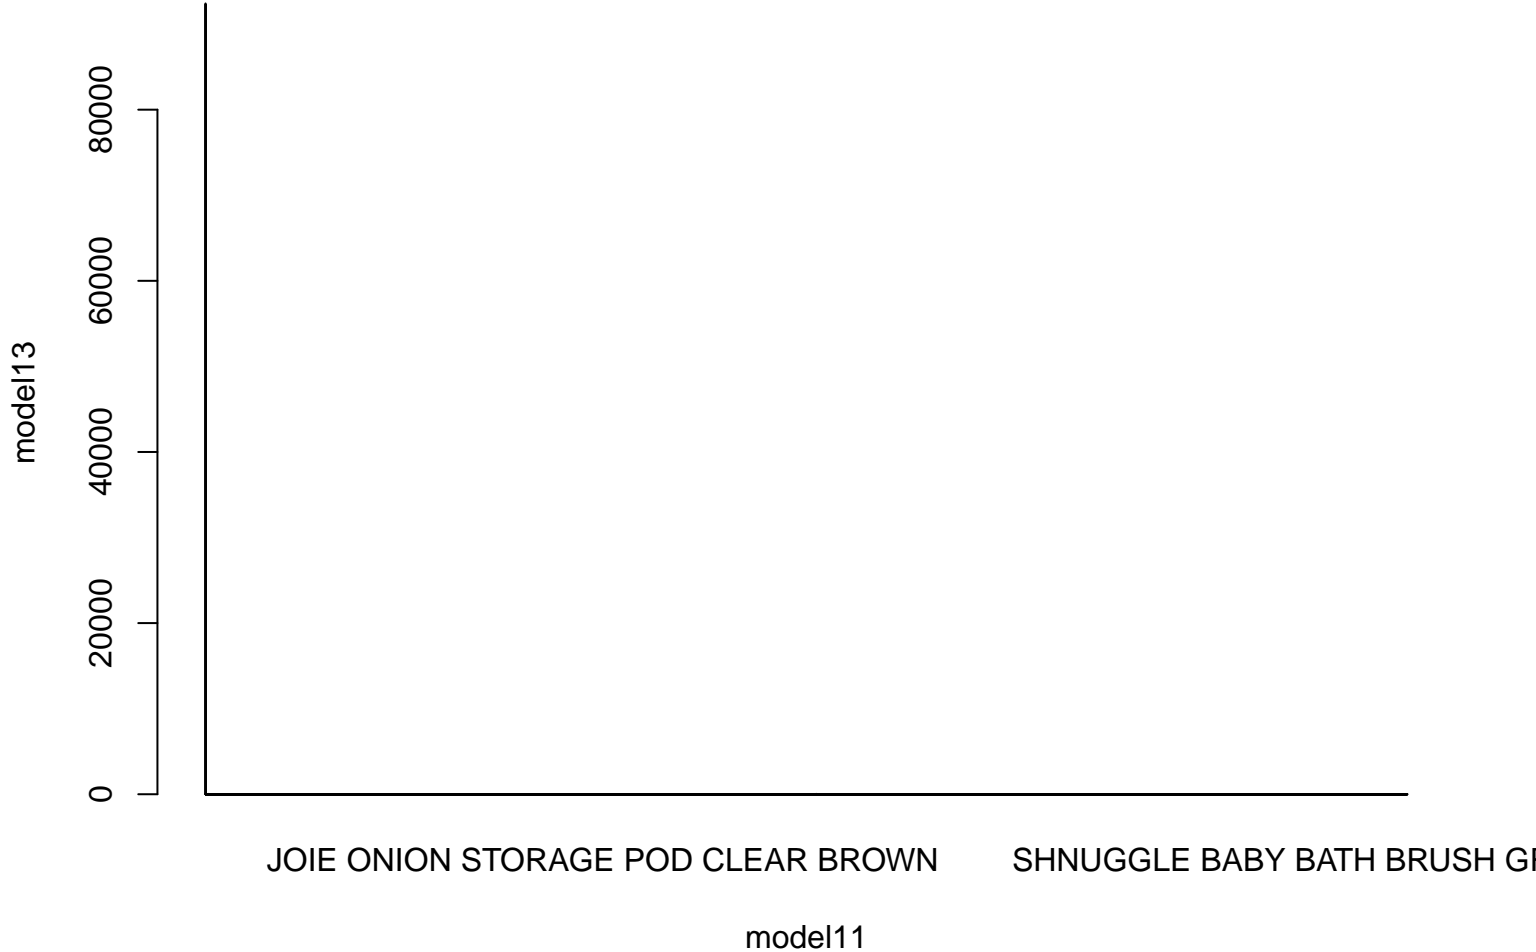 80000
60000
model13
40000
20000
0
JOIE ONION STORAGE POD CLEAR BROWN
SHNUGGLE BABY BATH BRUSH
model11